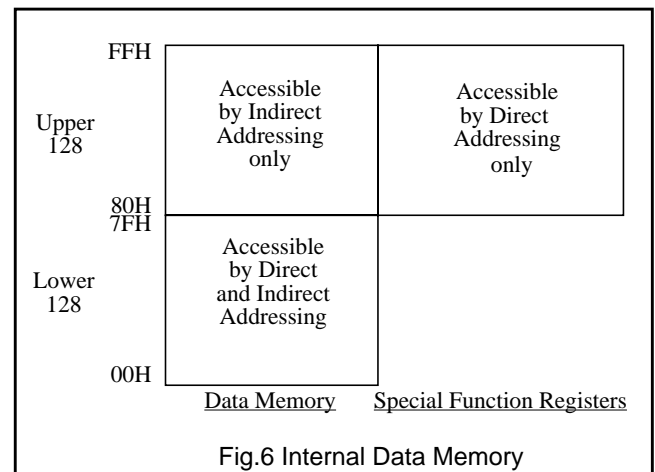 FFH
Accessible
by Indirect
Addressing
only
Accessible
by Direct
Addressing
only
Upper
128
80H
7FH
Accessible
by Direct
and Indirect
Addressing
Lower
128
00H
Data Memory
Special Function Registers
Fig.6 Internal Data Memory